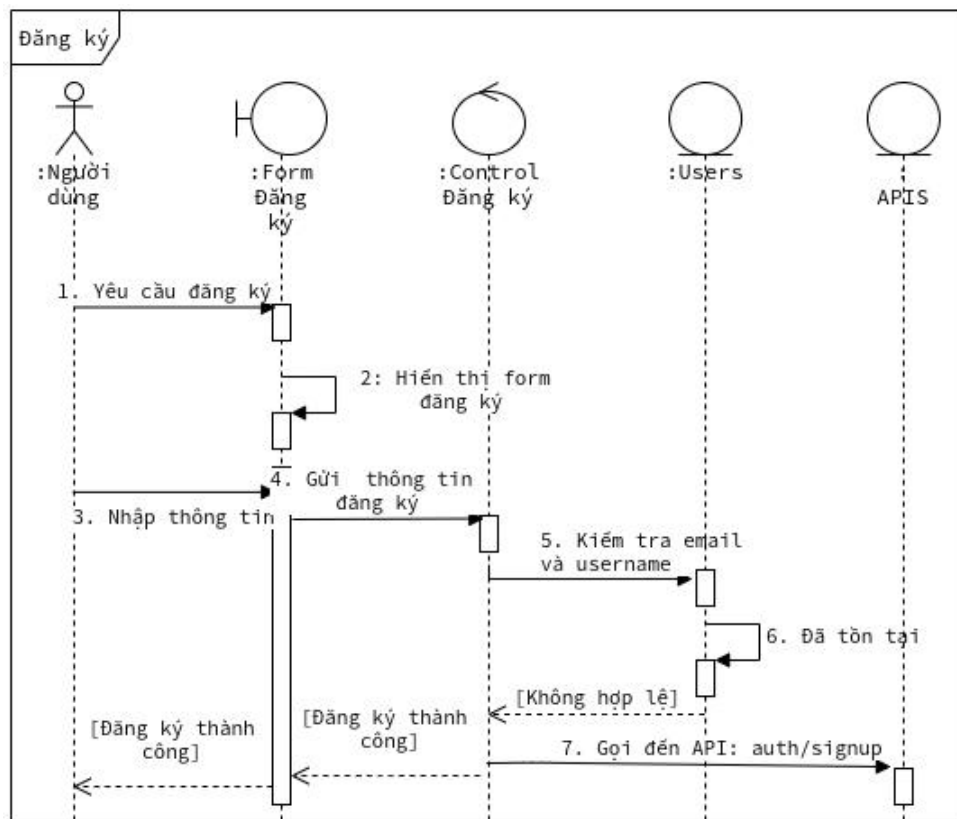 Đăng ký
:Người
dùng
:Form
Đăng
ký
:Control
Đăng ký
:Users
APIS
1. Yêu cầu đăng ký
2: Hiển thị form
đăng ký
4. Gửi thông tin
đăng ký
3. Nhập thông tin
5. Kiểm tra email
và username
6. Đã tồn tại
[Không hợp lệ]
[Đăng ký thành
công]
[Đăng ký thành
công]
7. Gọi đến API: auth/signup